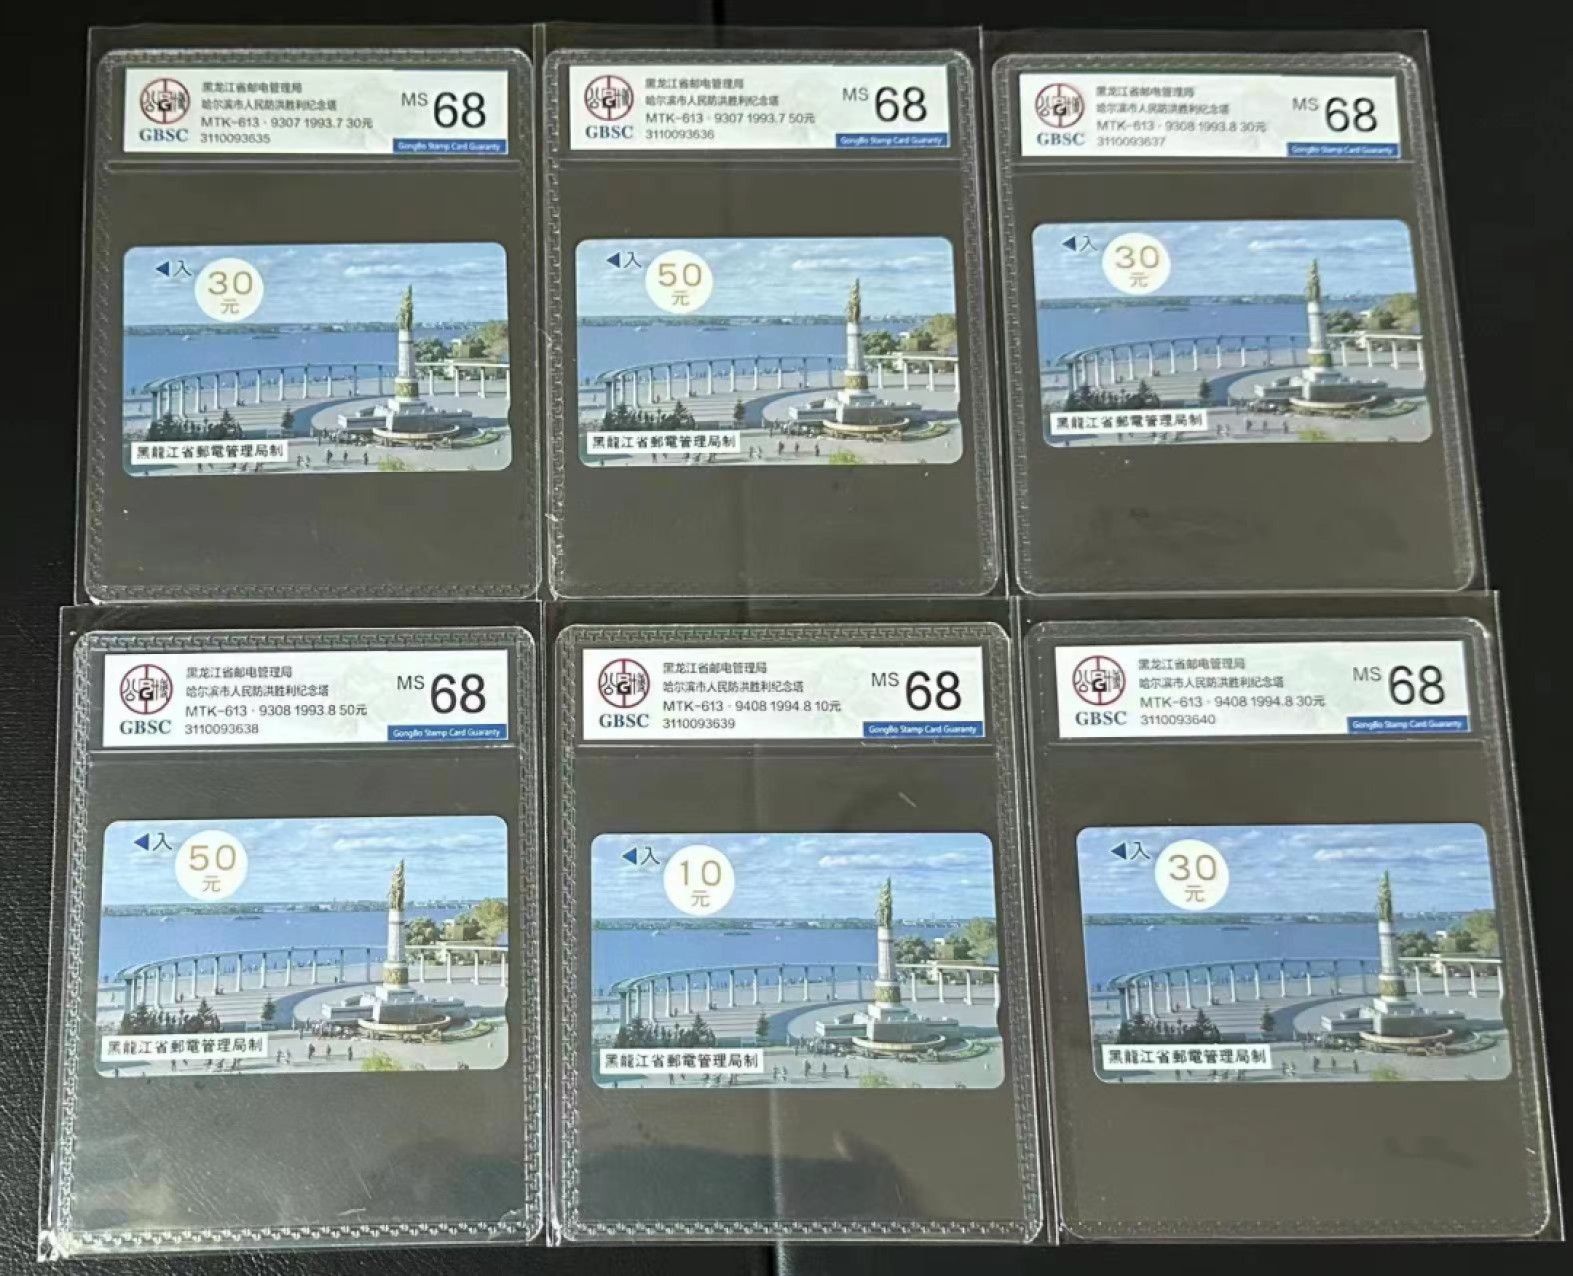 黑龙江省邮电管理局
哈尔滨市人民防洪胜利纪念塔
MTK-613·9307 1993.7 30元
3110093635
GBSC
MS 68
GongBo Stamp Card Guaranty
入
30
元
黑龍江省郵電管理局制
黑龙江省邮电管理局
哈尔滨市人民防洪胜利纪念塔
MTK-613·9307 1993.7 50元
3110093636
GBSC
MS 68
GongBo Stamp Card Guaranty
入
50
元
黑龍江省郵電管理局制
黑龙江省邮电管理局
哈尔滨市人民防洪胜利纪念塔
MTK-613·9308 1993.8 30元
3110093637
GBSC
MS 68
GongBo Stamp Card Guaranty
入
30
元
黑龍江省郵電管理局制
黑龙江省邮电管理局
哈尔滨市人民防洪胜利纪念塔
MTK-613·9308 1993.8 50元
3110093638
GBSC
MS 68
GongBo Stamp Card Guaranty
入
50
元
黑龍江省郵電管理局制
黑龙江省邮电管理局
哈尔滨市人民防洪胜利纪念塔
MTK-613·9408 1994.8 10元
3110093639
GBSC
MS 68
GongBo Stamp Card Guaranty
入
10
元
黑龍江省郵電管理局制
黑龙江省邮电管理局
哈尔滨市人民防洪胜利纪念塔
MTK-613·9408 1994.8 30元
3110093640
GBSC
MS 68
GongBo Stamp Card Guaranty
入
30
元
黑龍江省郵電管理局制